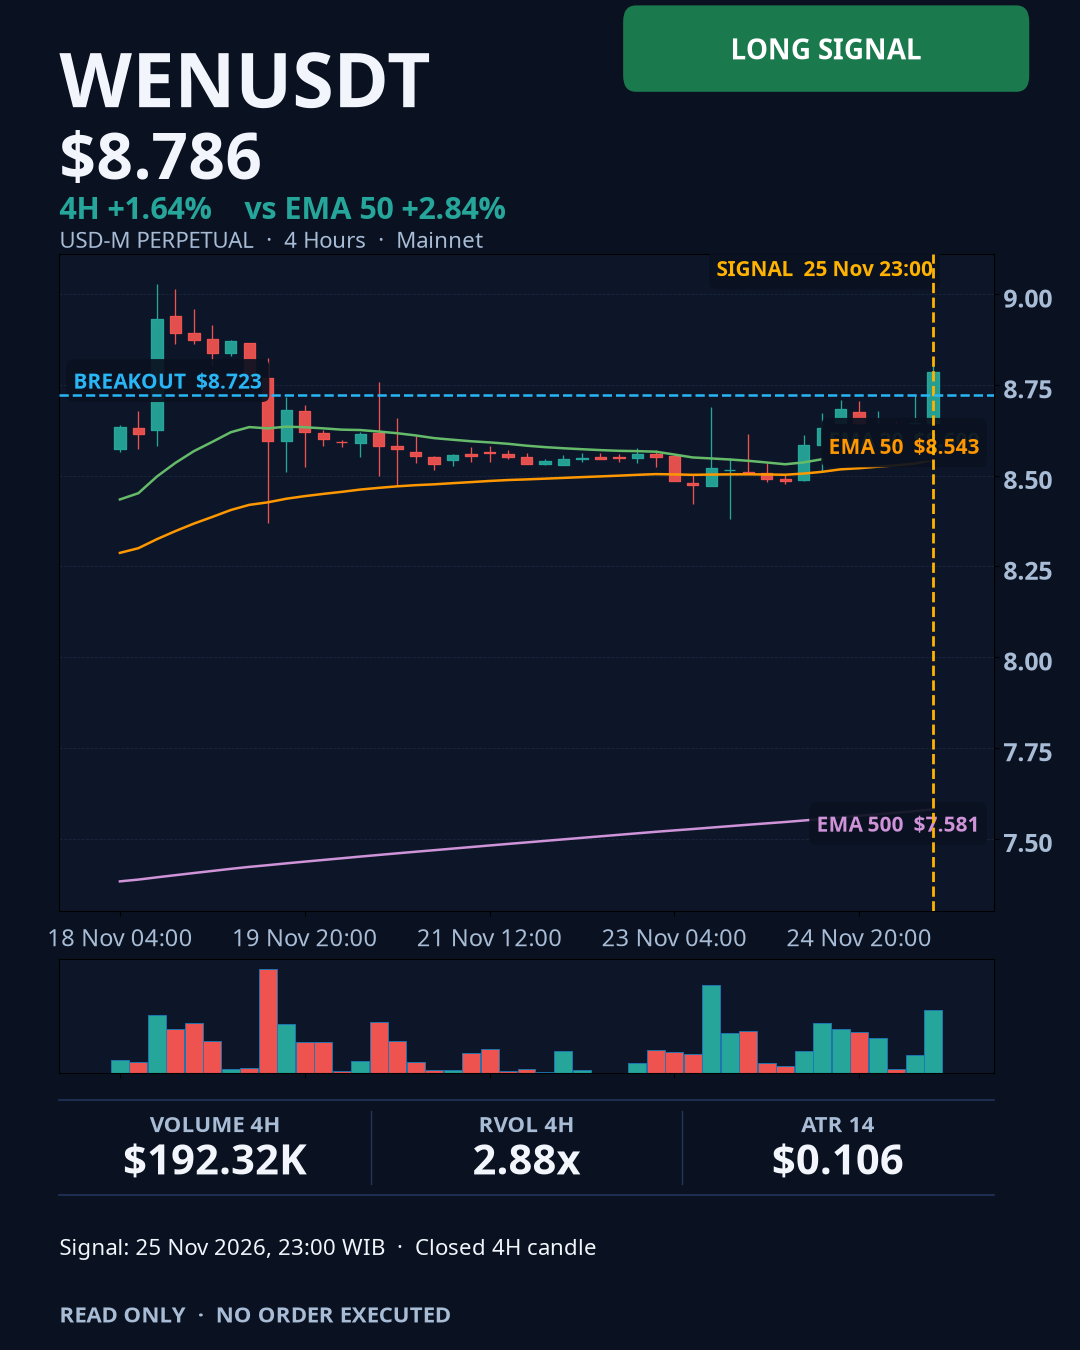 LONG SIGNAL
WENUSDT
$8.786
4H +1.64% vs EMA 50 +2.84%
USD-M PERPETUAL · 4 Hours · Mainnet
SIGNAL 25 Nov 23:00
9.00
BREAKOUT $8.723
8.75
EMA 50 $8.543
8.50
8.25
8.00
7.75
EMA 500 $7.581
7.50
18 Nov 04:00 19 Nov 20:00 21 Nov 12:00 23 Nov 04:00 24 Nov 20:00
VOLUME 4H RVOL 4H ATR 14
$192.32K 2.88x $0.106
Signal: 25 Nov 2026, 23:00 WIB · Closed 4H candle
READ ONLY · NO ORDER EXECUTED